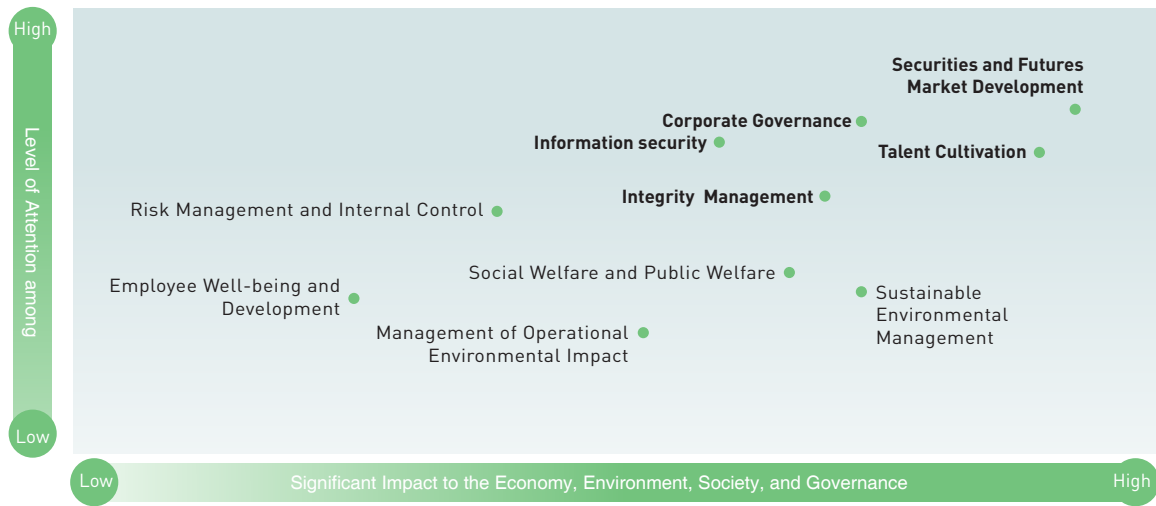 High
Level of Attention among
Low
Securities and Futures
Market Development
Corporate Governance
Information security
Talent Cultivation
Integrity Management
Risk Management and Internal Control
Social Welfare and Public Welfare
Employee Well-being and
Development
Sustainable
Environmental
Management
Management of Operational
Environmental Impact
Low
Significant Impact to the Economy, Environment, Society, and Governance
High